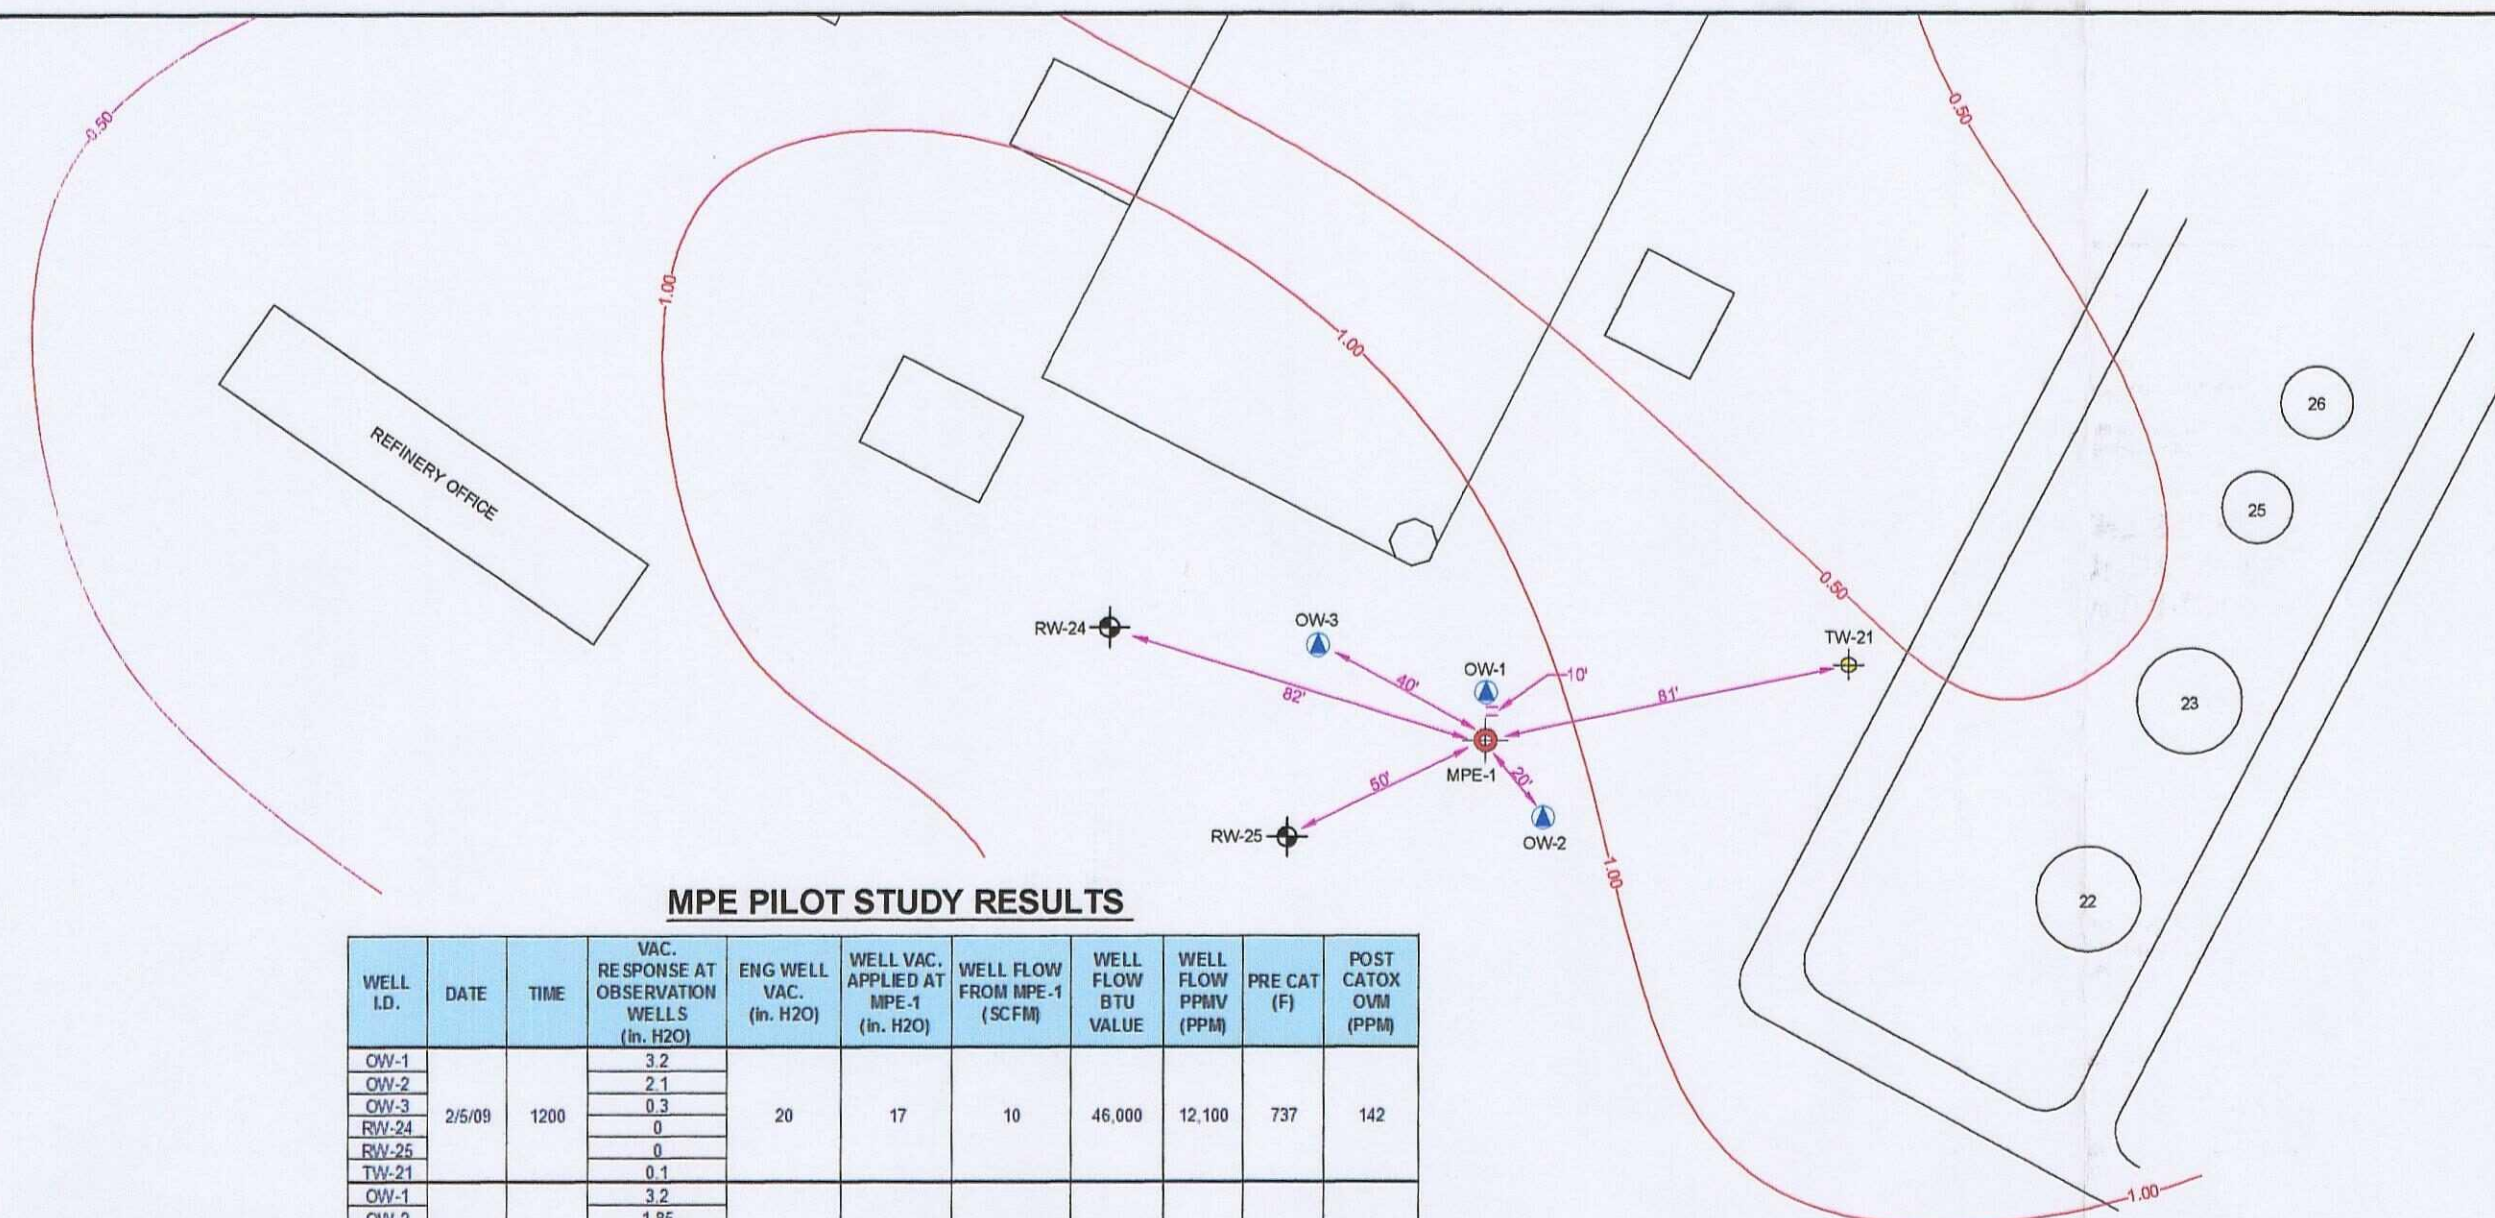 0.50
0.50
1.00
1.00
REFINERY OFFICE
26
25
0.50
OW-3
RW-24
TW-21
OW-1
10'
40'
82'
81'
23
MPE-1
20'
50'
RW-25
OW-2
1.00
22
MPE PILOT STUDY RESULTS
WELL I.D. DATE TIME VAC. RESPONSE AT OBSERVATION WELLS (in. H2O) ENG WELL VAC. (in. H2O) WELL VAC. APPLIED AT MPE-1 (in. H2O) WELL FLOW FROM MPE-1 (SCFM) WELL FLOW BTU VALUE WELL FLOW PPMV (PPM) PRE CAT (F) POST CATOX OVM (PPM)
OW-1 3.2
OW-2 2.1
OW-3 0.3
2/5/09 1200 20 17 10 46,000 12,100 737 142
RW-24 0
RW-25 0
TW-21 0.1
OW-1 3.2
OW-2 1.85
1.00